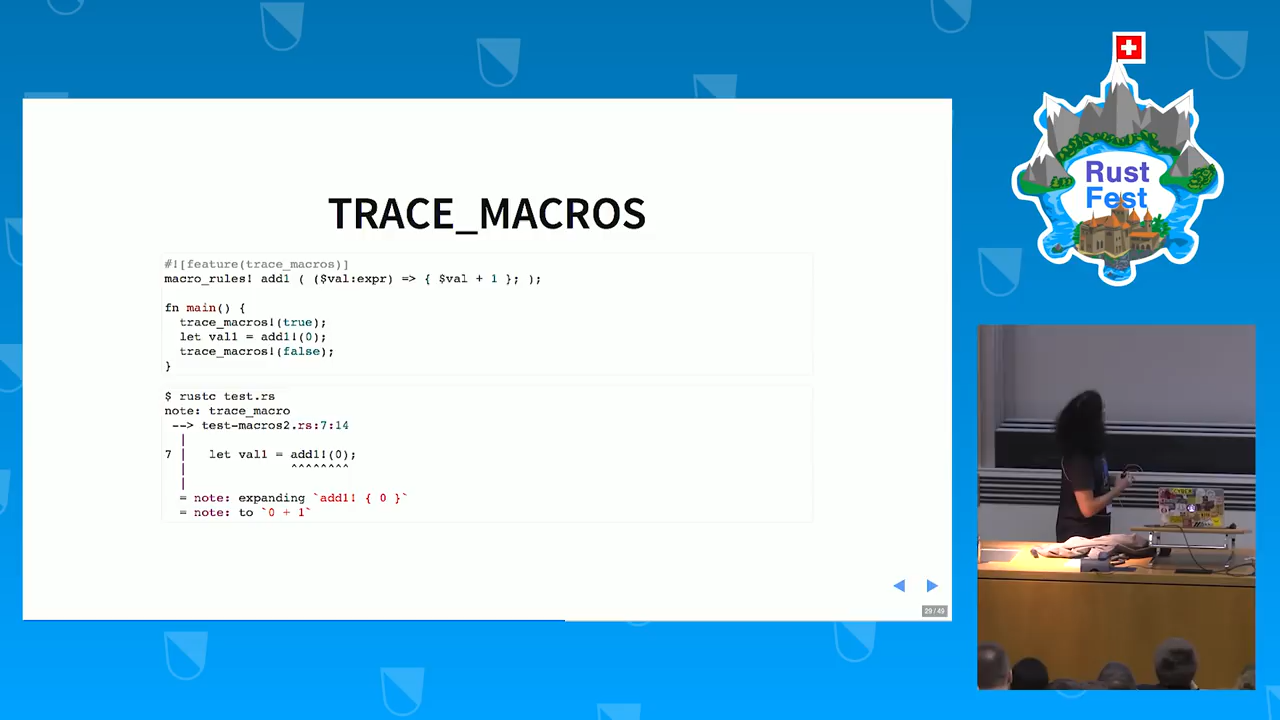 TRACE_MACROS
#![feature(trace_macros)]
macro_rules! add1 ( ($val:expr) => { $val + 1 }; );
fn main() {
trace_macros!(true);
let val1 = add1!(0);
trace_macros!(false);
}
$ rustc test.rs
note: trace_macro
--> test-macros2.rs:7:14
|
7 | let val1 = add1!(0);
| ^^^^^^^^
|
= note: expanding `add1! { 0 }`
= note: to `0 + 1`
29 / 49
Rust
Fest